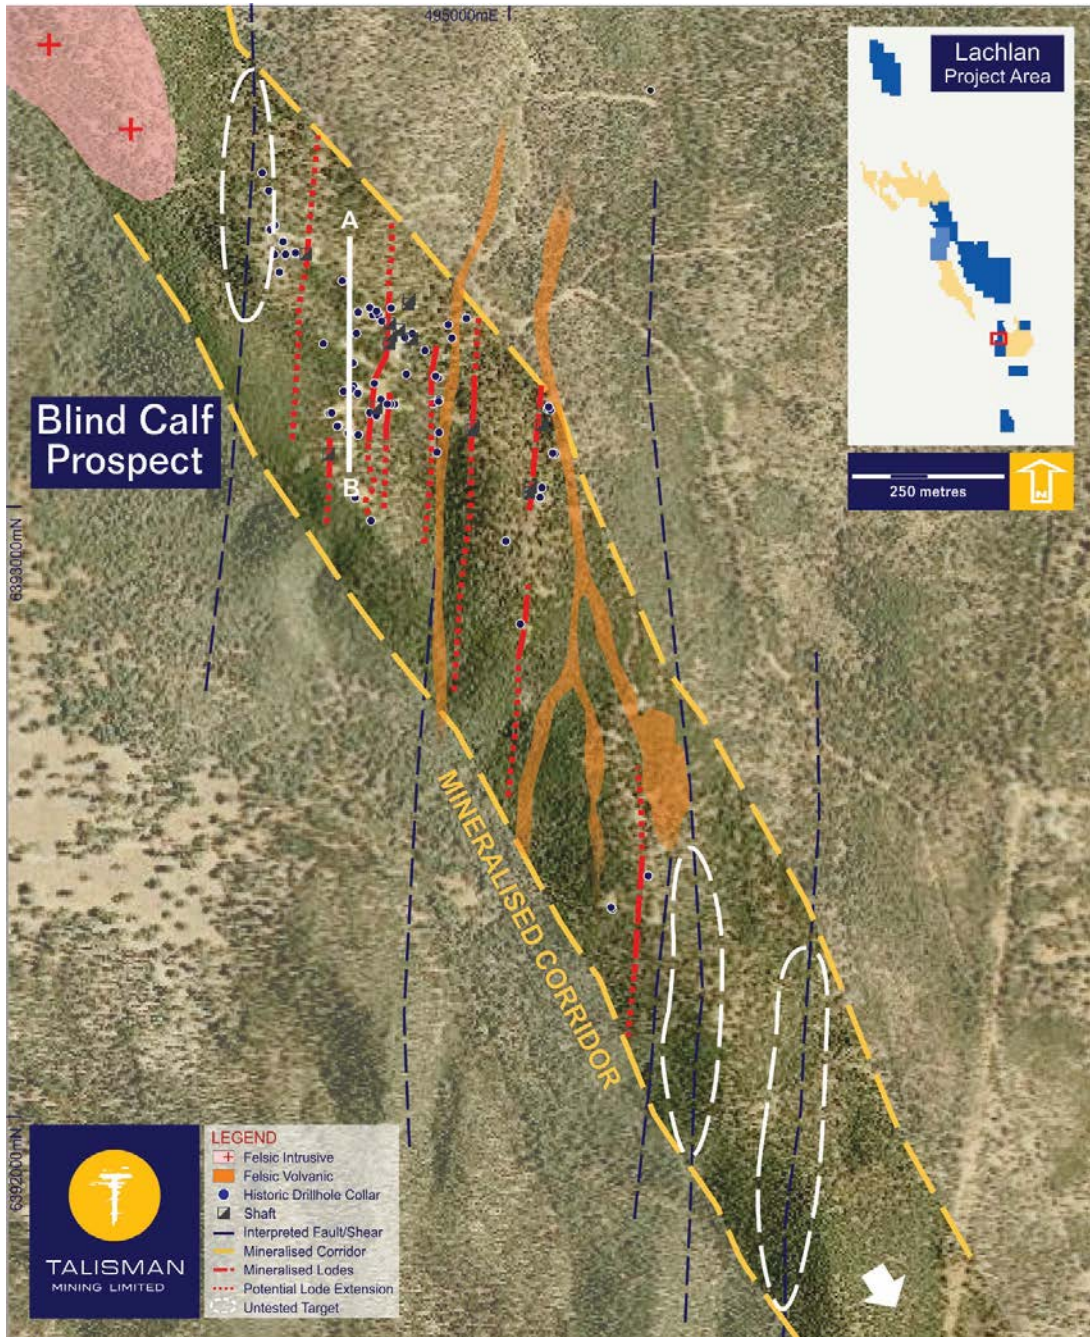 495000mE
Lachlan
Project Area
A
Blind Calf
Prospect
B
250 metres
N
6393000mN
MINERALISED CORRIDOR
6392000mN
TALISMAN
MINING LIMITED
LEGEND
Felsic Intrusive
Felsic Volcanic
Historic Drillhole Collar
Shaft
Interpreted Fault/Shear
Mineralised Corridor
Mineralised Lodes
Potential Lode Extension
Untested Target